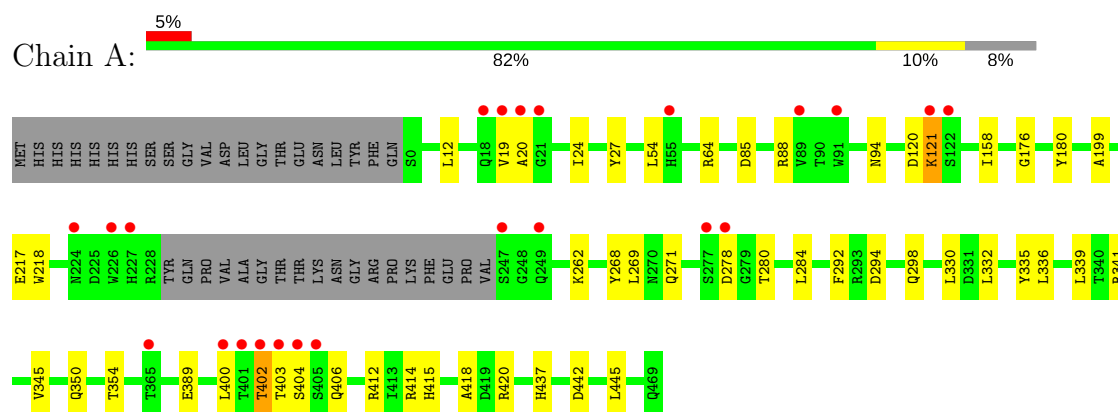 5%
Chain A:
82% 10% 8%
MET HIS HIS HIS HIS HIS HIS SER SER GLY VAL ASP LEU GLY THR GLU ASN LEU TYR PHE GLN S0 L12 Q18 V19 A20 G21 I24 Y27 L54 H55 R64 D85 R88 V89 T90 W91 N94 D120 K121 S122 I158 G176 Y180 A199
E217 W218 N224 D225 W226 H227 R228 TYR GLN PRO VAL ALA GLY THR THR LYS ASN GLY ARG PRO LYS PHE GLU PRO VAL S247 G248 Q249 K262 Y268 L269 N270 Q271 S277 D278 G279 T280 L284 F292 R293 D294 Q298 L330 D331 L332 Y335 L336 L339 T340 R341
V345 Q350 T354 T365 E389 L400 T401 T402 T403 S404 S405 Q406 R412 I413 R414 H415 A418 D419 R420 H437 D442 L445 Q469